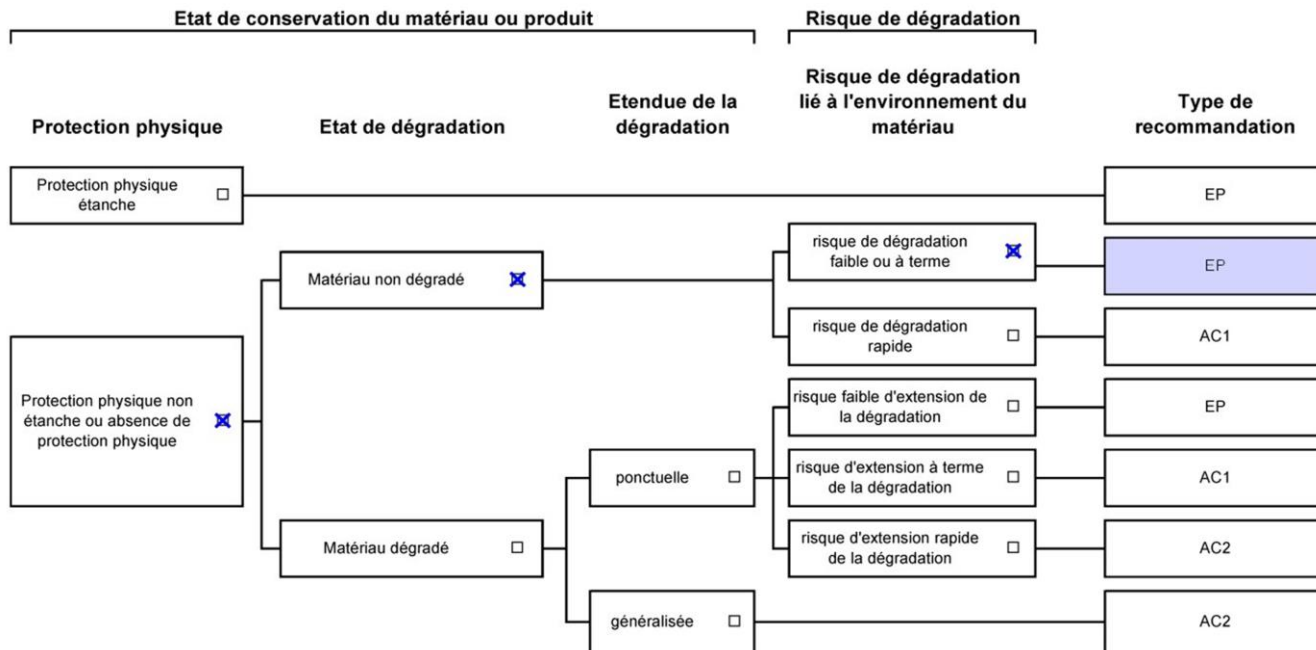 Etat de conservation du matériau ou produit
Risque de dégradation
Protection physique
Etat de dégradation
Etendue de la
dégradation
Risque de dégradation
lié à l'environnement du
matériau
Type de
recommandation
Protection physique
étanche
EP
risque de dégradation
faible ou à terme
EP
Matériau non dégradé
risque de dégradation
rapide
AC1
Protection physique non
étanche ou absence de
protection physique
risque faible d'extension de
la dégradation
EP
ponctuelle
risque d'extension à terme
de la dégradation
AC1
Matériau dégradé
risque d'extension rapide
de la dégradation
AC2
généralisée
AC2